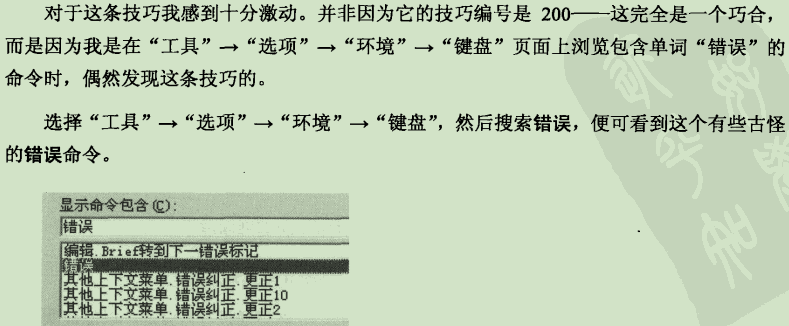 对于这条技巧我感到十分激动。并非因为它的技巧编号是 200——这完全是一个巧合，
而是因为我是在“工具”→“选项”→“环境”→“键盘”页面上浏览包含单词“错误”的
命令时，偶然发现这条技巧的。
选择“工具”→“选项”→“环境”→“键盘”，然后搜索错误，便可看到这个有些古怪
的错误命令。
显示命令包含(C):
错误
编辑.Brief转到下一错误标记
错误
其他上下文菜单.错误纠正.更正1
其他上下文菜单.错误纠正.更正10
其他上下文菜单.错误纠正.更正2